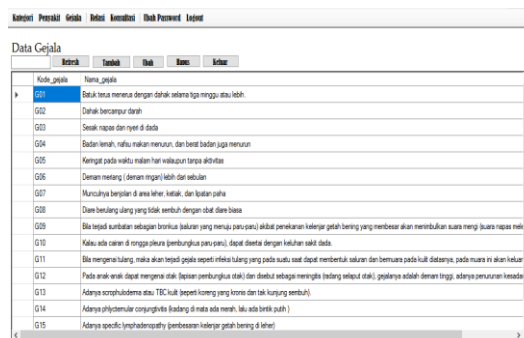 Kategori Penyakit Gejala Relasi Konsultasi Ubah Password Logout
Data Gejala
Refresh Tambah Ubah Hapus Keluar
Kode_gejala Nama_gejala
G01 Batuk terus menerus dengan dahak selama tiga minggu atau lebih.
G02 Dahak bercampur darah
G03 Sesak napas dan nyeri di dada
G04 Badan lemah, nafsu makan menurun, dan berat badan juga menurun
G05 Keringat pada waktu malam hari walaupun tanpa aktivitas
G06 Demam meriang ( demam ringan) lebih dari sebulan
G07 Munculnya benjolan di area leher, ketiak, dan lipatan paha
G08 Diare berulang ulang yang tidak sembuh dengan obat diare biasa
G09 Bila terjadi sumbatan sebagian bronkus (saluran yang menuju paru-paru) akibat penekanan kelenjar getah bening yang membesar akan menimbulkan suara mengi (suara napas mele
G10 Kalau ada cairan di rongga pleura (pembungkus paru-paru), dapat disertai dengan keluhan sakit dada.
G11 Bila mengenai tulang, maka akan terjadi gejala seperti infeksi tulang yang pada suatu saat dapat membentuk saluran dan bermuara pada kulit diatasnya, pada muara ini akan keluar
G12 Pada anak-anak dapat mengenai otak (lapisan pembungkus otak) dan disebut sebagai meningitis (radang selaput otak), gejalanya adalah demam tinggi, adanya penurunan kesada
G13 Adanya scrophuloderma atau TBC kulit (seperti koreng yang kronis dan tak kunjung sembuh).
G14 Adanya phlyctenular conjungtivitis (kadang di mata ada merah, lalu ada bintik putih )
G15 Adanya specific lymphadenopathy (pembesaran kelenjar getah bening di leher)